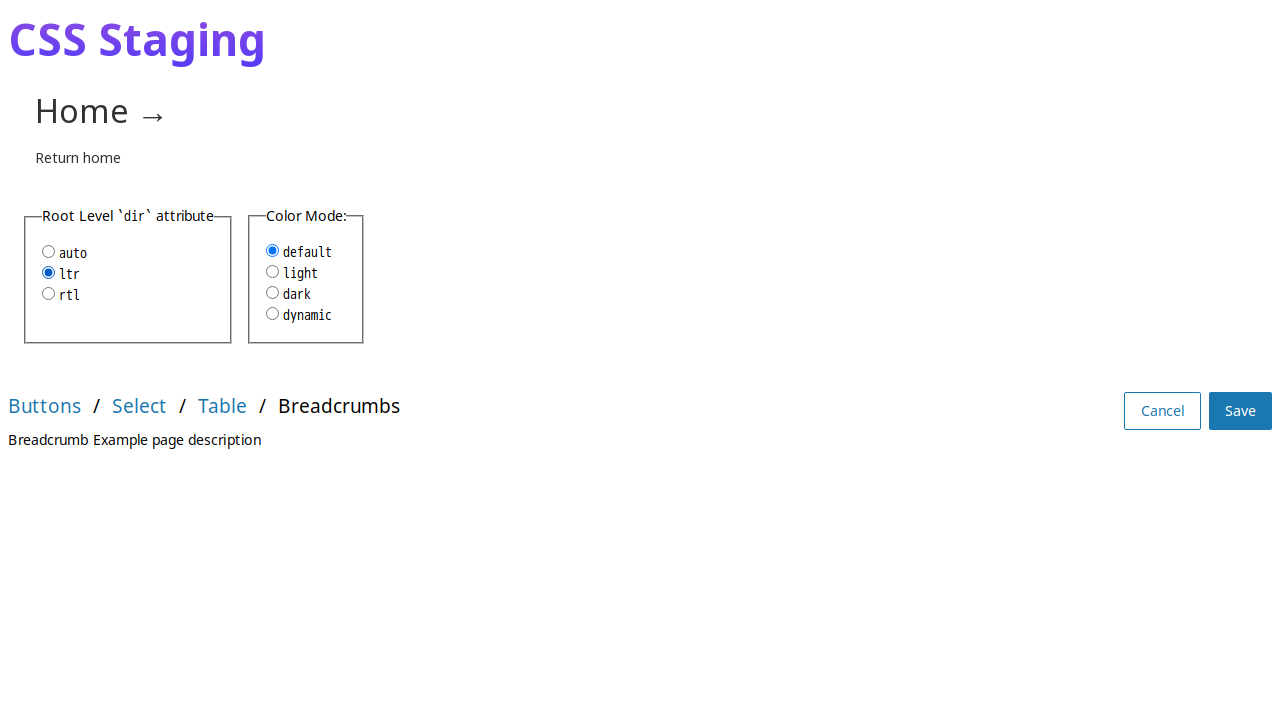 CSS Staging
Home →
Return home
Root Level `dir` attribute
auto
ltr
rtl
Color Mode:
default
light
dark
dynamic
Buttons / Select / Table / Breadcrumbs
Cancel
Save
Breadcrumb Example page description